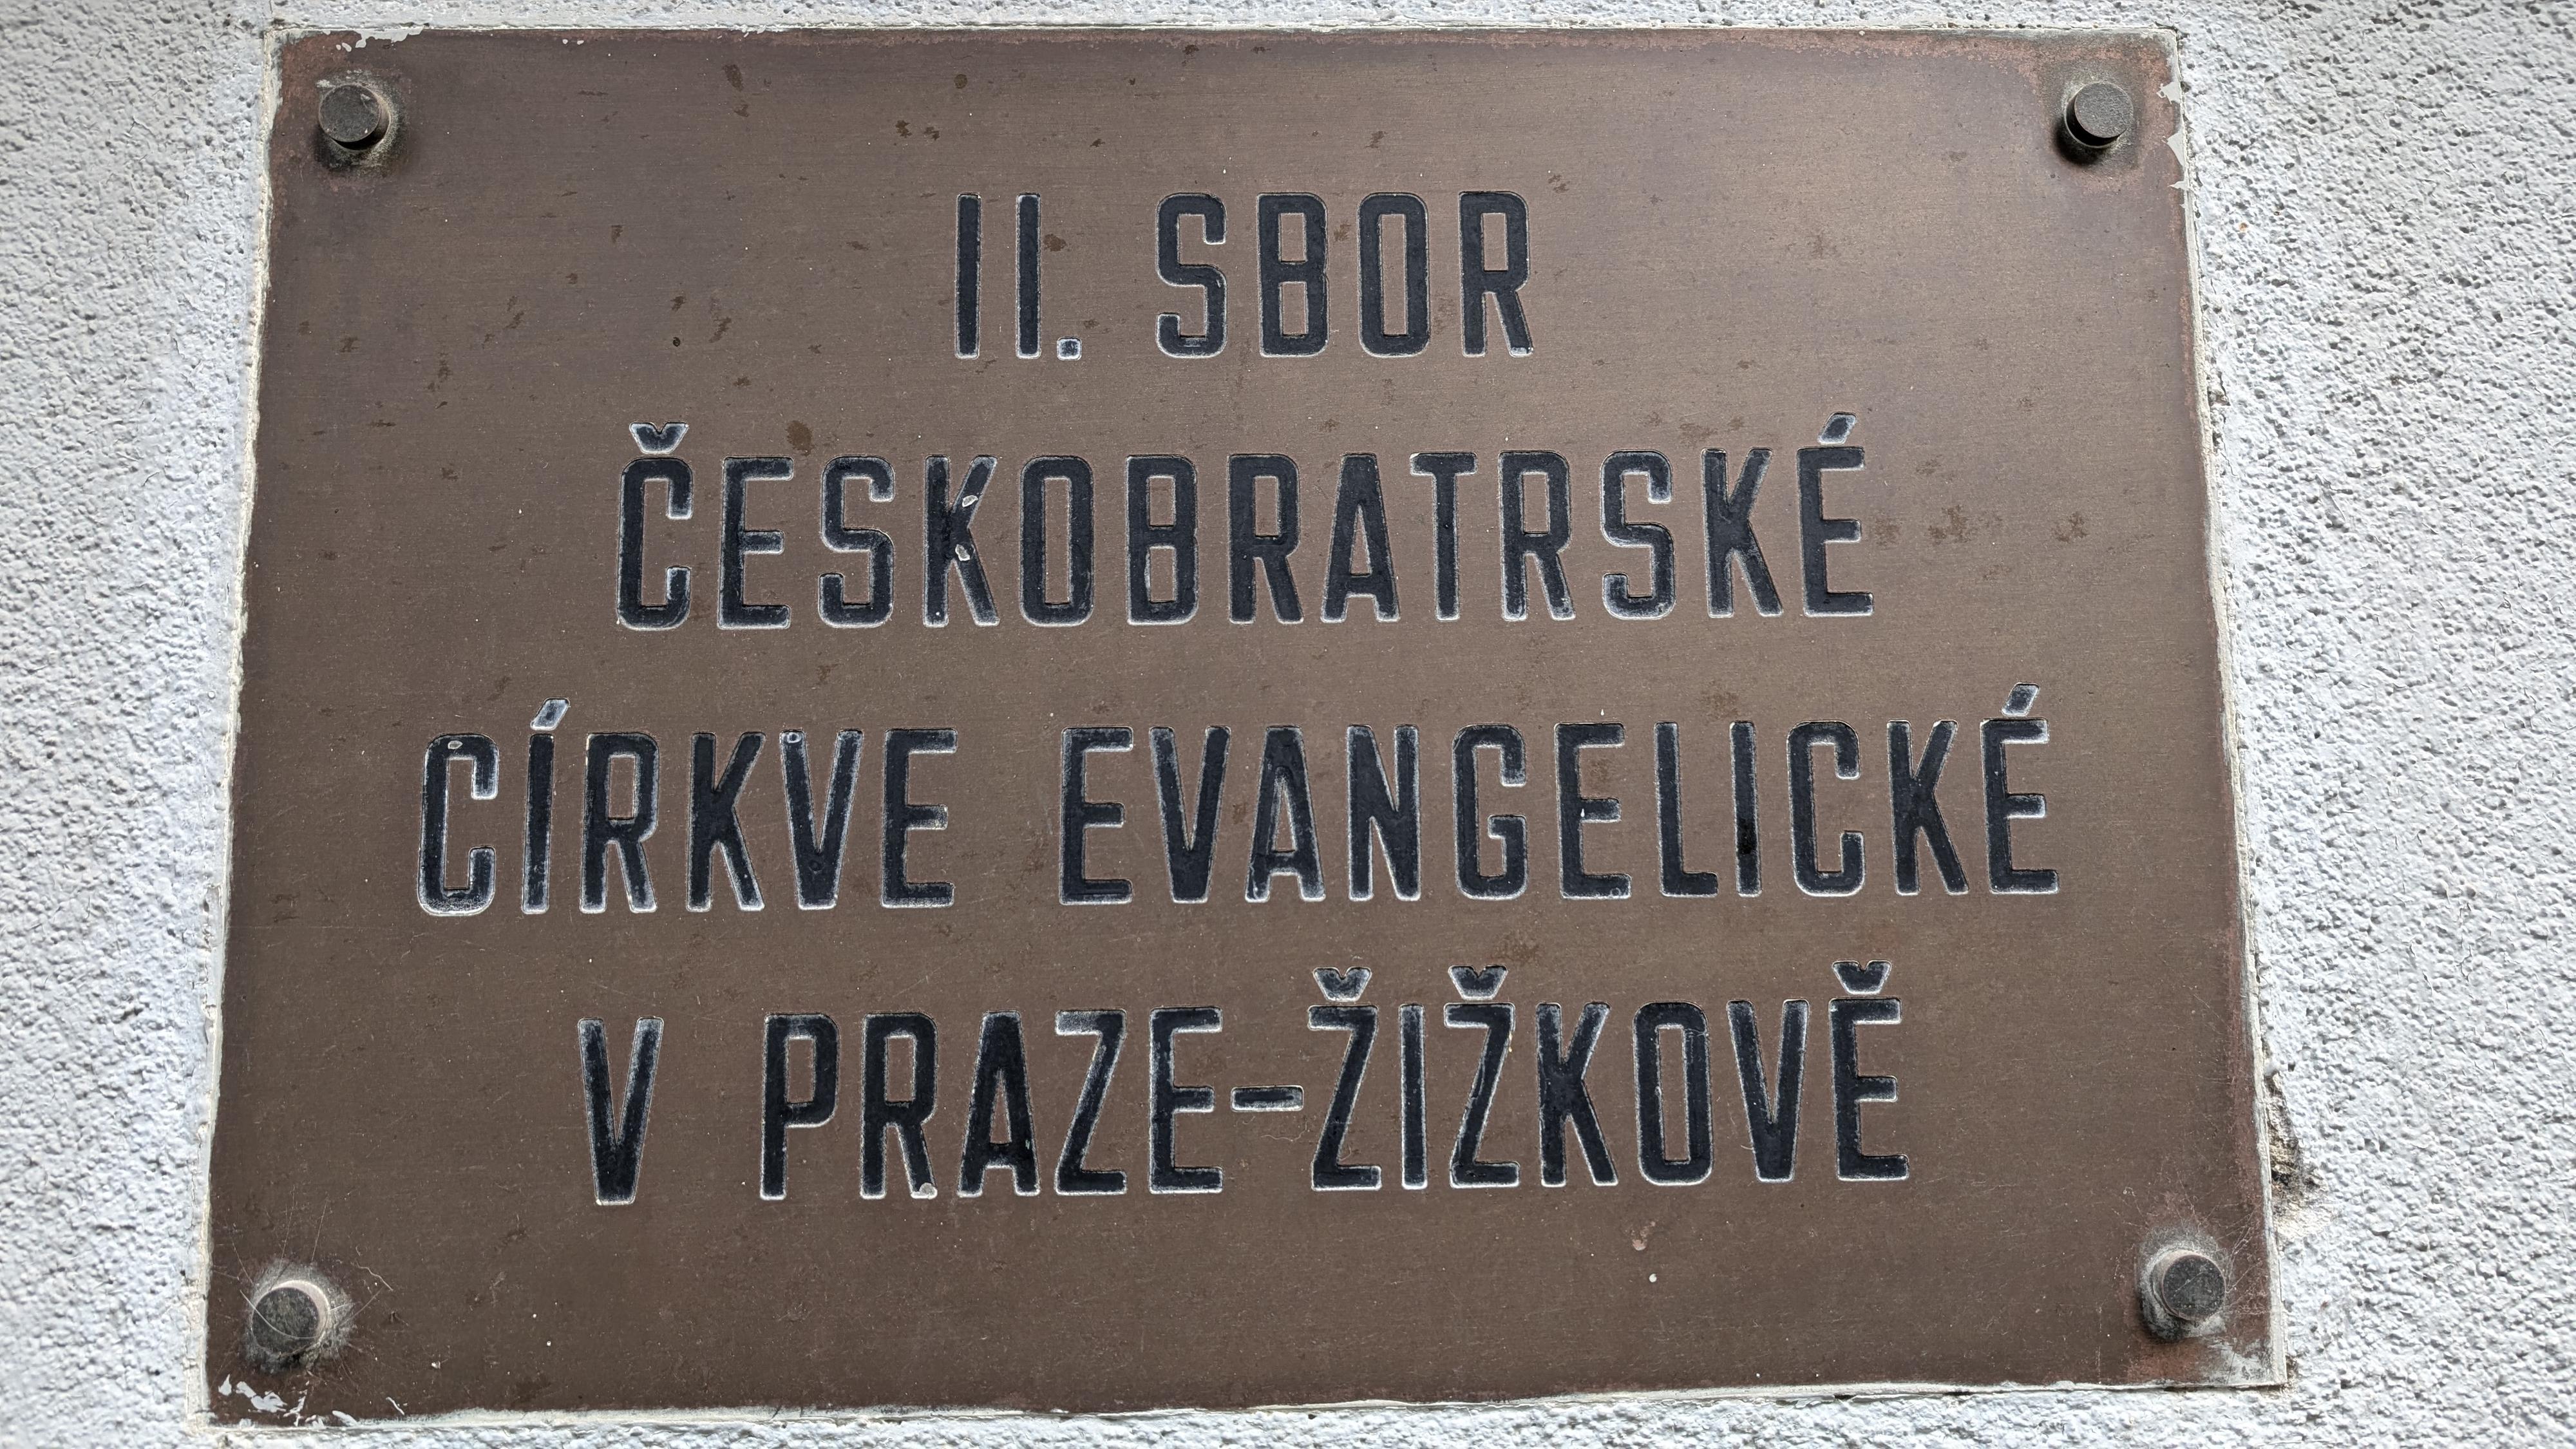 II. SBOR
ČESKOBRATRSKÉ
CÍRKVE EVANGELICKÉ
V PRAZE-ŽIŽKOVĚ